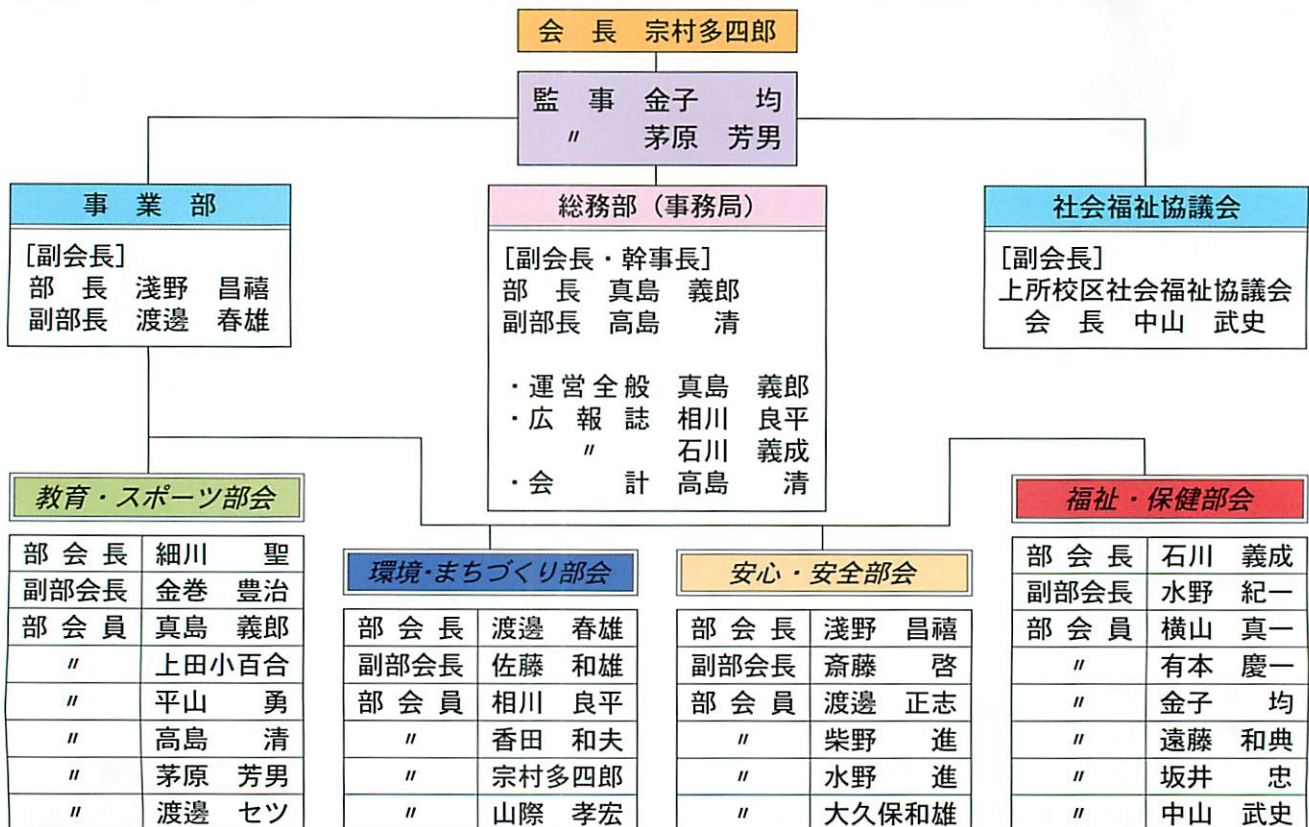 会長 宗村多四郎
監事 金子 均
〃 茅原 芳男
事業部
[副会長]
部長 淺野 昌禧
副部長 渡邊 春雄
総務部（事務局）
[副会長・幹事長]
部長 真島 義郎
副部長 高島 清
・運営全般 真島 義郎
・広報誌 相川 良平
〃 石川 義成
・会計 高島 清
社会福祉協議会
[副会長]
上所校区社会福祉協議会
会長 中山 武史
教育・スポーツ部会
部会長 細川 聖
副部会長 金巻 豊治
部会員 真島 義郎
〃 上田小百合
〃 平山 勇
〃 高島 清
〃 茅原 芳男
〃 渡邊 セツ
環境・まちづくり部会
部会長 渡邊 春雄
副部会長 佐藤 和雄
部会員 相川 良平
〃 香田 和夫
〃 宗村多四郎
〃 山際 孝宏
安心・安全部会
部会長 淺野 昌禧
副部会長 斎藤 啓
部会員 渡邉 正志
〃 柴野 進
〃 水野 進
〃 大久保和雄
福祉・保健部会
部会長 石川 義成
副部会長 水野 紀一
部会員 横山 真一
〃 有本 慶一
〃 金子 均
〃 遠藤 和典
〃 坂井 忠
〃 中山 武史